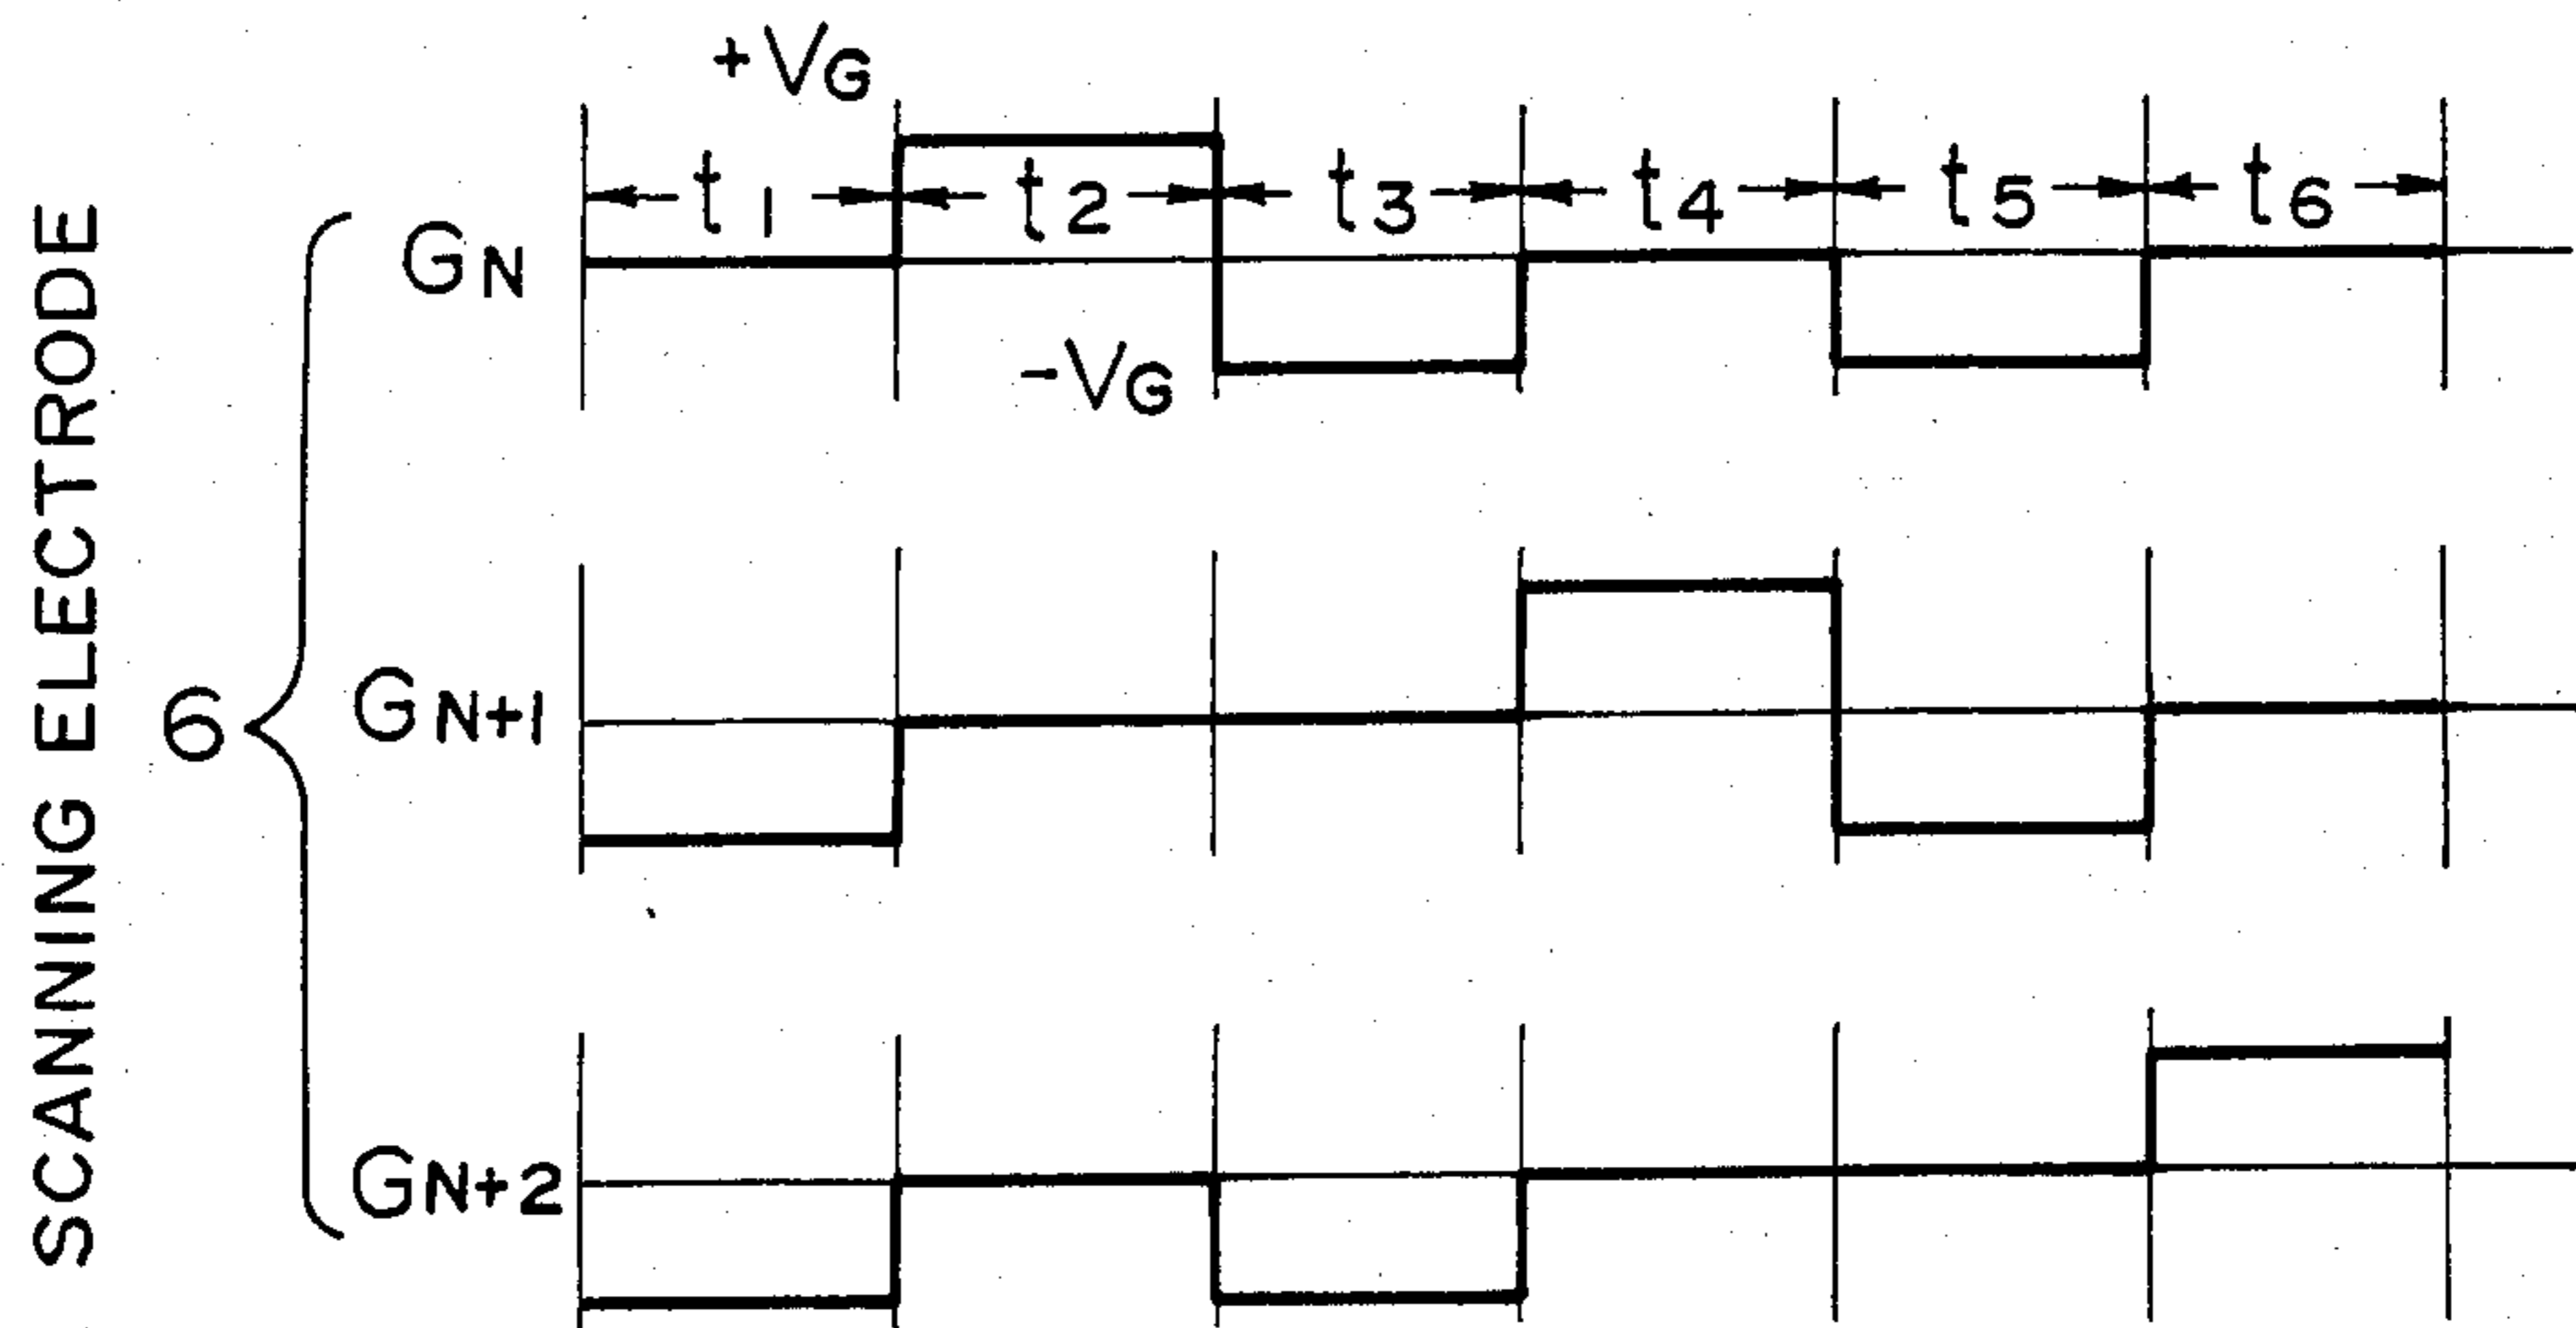 SCANNING ELECTRODE
6
+VG
GN
t1 t2 t3 t4 t5 t6
-VG
GN+1
GN+2